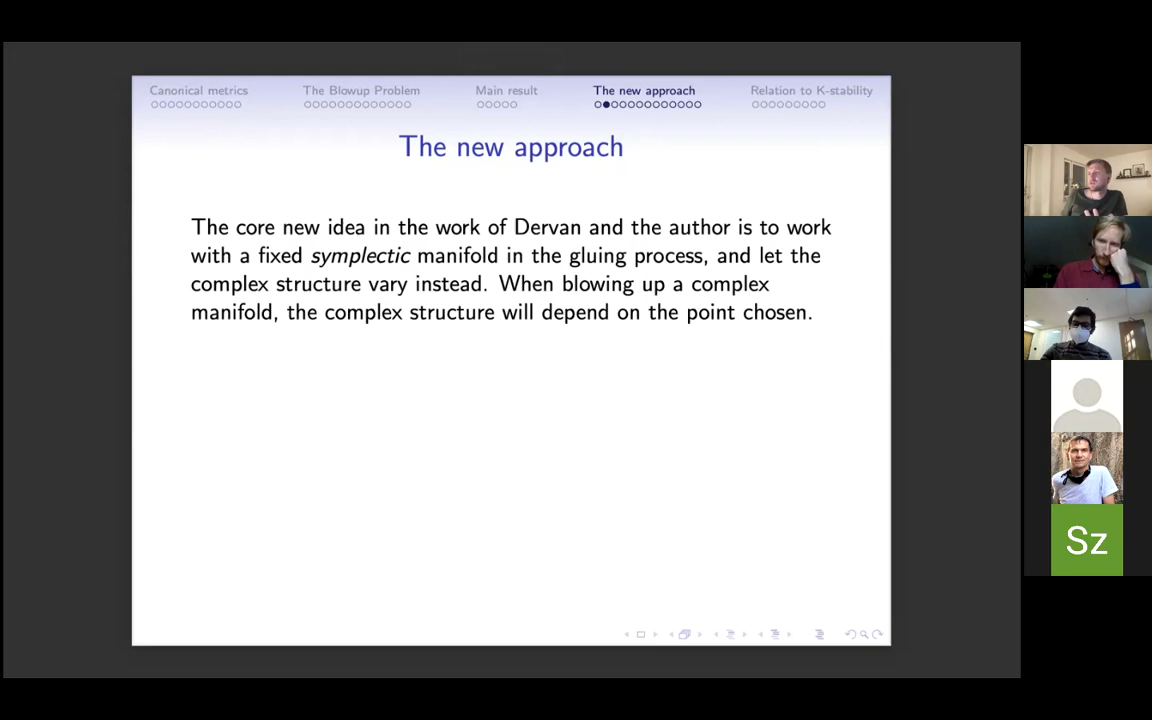 Canonical metrics The Blowup Problem Main result The new approach Relation to K-stability
The new approach
The core new idea in the work of Dervan and the author is to work
with a fixed symplectic manifold in the gluing process, and let the
complex structure vary instead. When blowing up a complex
manifold, the complex structure will depend on the point chosen.
Sz